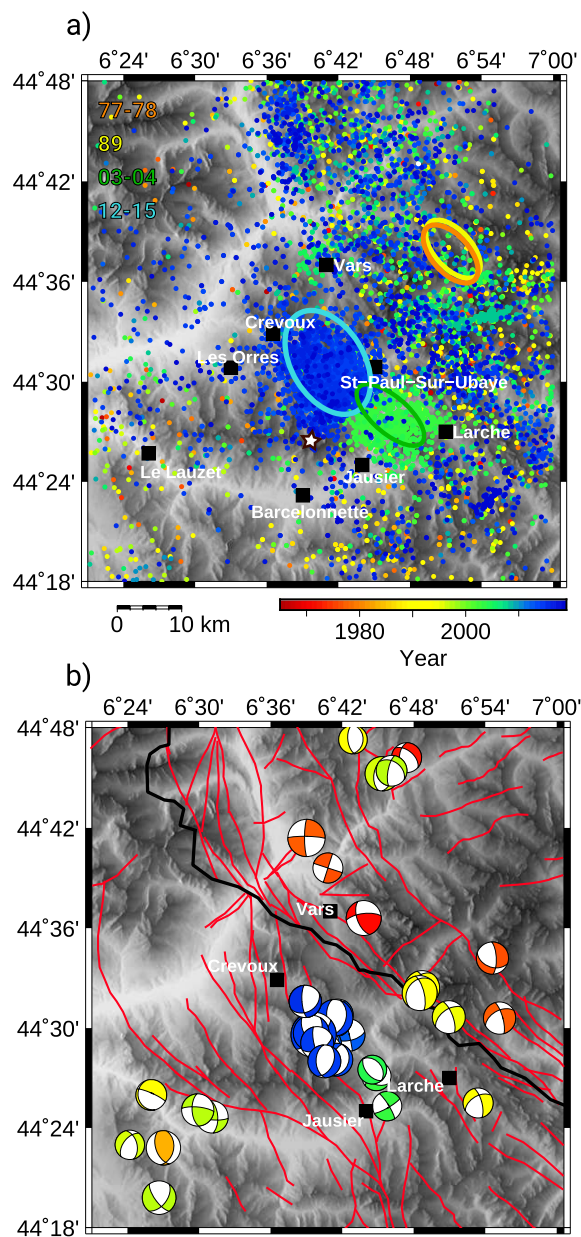 a)
6°24' 6°30' 6°36' 6°42' 6°48' 6°54' 7°00'
44°48'
77-78
89
44°42'
03-04
12-15
Vars
44°36'
Crevoux
Les Orres
44°30'
St-Paul-Sur-Ubaye
Larche
44°24'
Le Lauzet
Jausier
Barcelonnette
44°18'
0 10 km
1980 2000
Year
b)
6°24' 6°30' 6°36' 6°42' 6°48' 6°54' 7°00'
44°48'
44°42'
Vars
44°36'
Crevoux
44°30'
Larche
Jausier
44°24'
44°18'